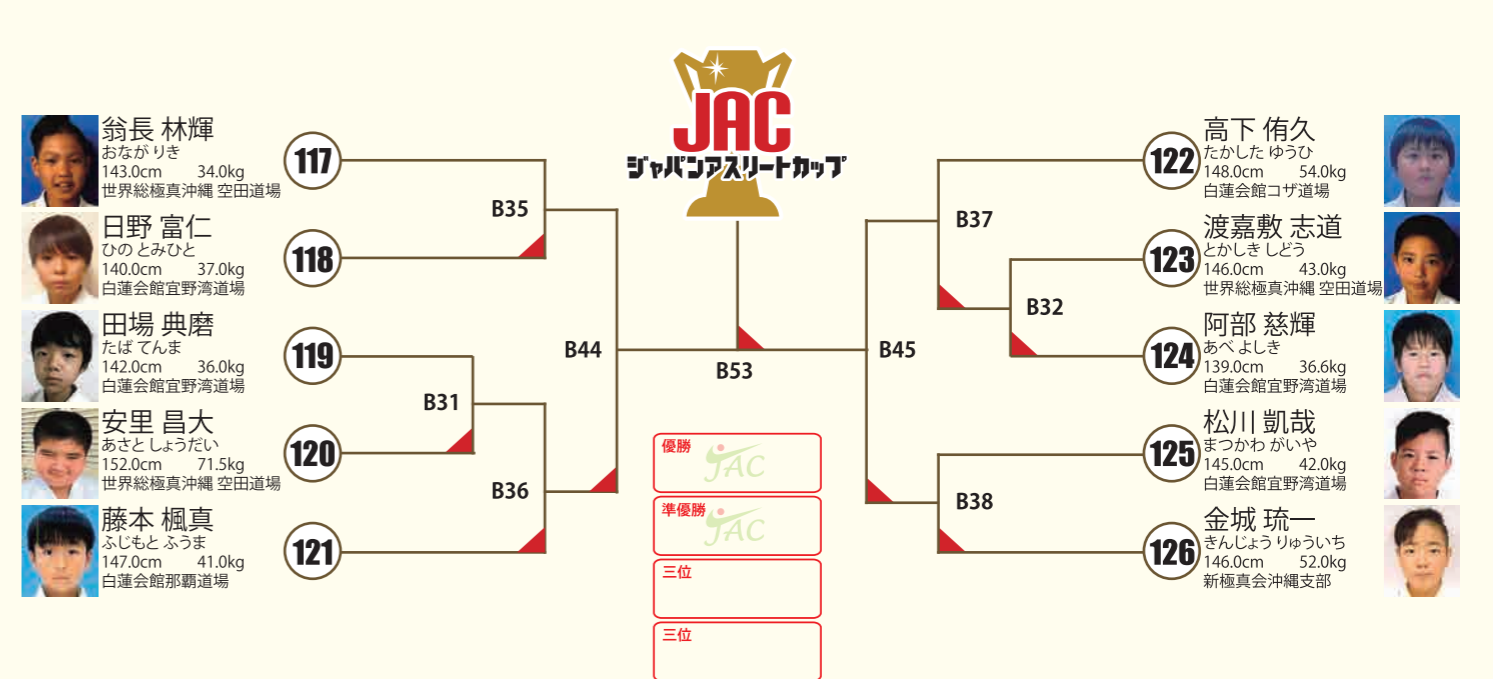 JAC
ジャパンアスリートカップ
翁長 林輝
おなが りき
143.0cm 34.0kg
世界総極真沖縄 空田道場
117
日野 富仁
ひの とみひと
140.0cm 37.0kg
白蓮会館宜野湾道場
118
田場 典磨
たば てんま
142.0cm 36.0kg
白蓮会館宜野湾道場
119
安里 昌大
あさと しょうだい
152.0cm 71.5kg
世界総極真沖縄 空田道場
120
藤本 楓真
ふじもと ふうま
147.0cm 41.0kg
白蓮会館那覇道場
121
B35
B31
B36
B44
B53
B45
B37
B32
B38
優勝
JAC
準優勝
JAC
三位
三位
122
高下 侑久
たかした ゆうひ
148.0cm 54.0kg
白蓮会館コザ道場
123
渡嘉敷 志道
とかしき しどう
146.0cm 43.0kg
世界総極真沖縄 空田道場
124
阿部 慈輝
あべ よしき
139.0cm 36.6kg
白蓮会館宜野湾道場
125
松川 凱哉
まつかわ がいや
145.0cm 42.0kg
白蓮会館宜野湾道場
126
金城 琉一
きんじょう りゅういち
146.0cm 52.0kg
新極真会沖縄支部